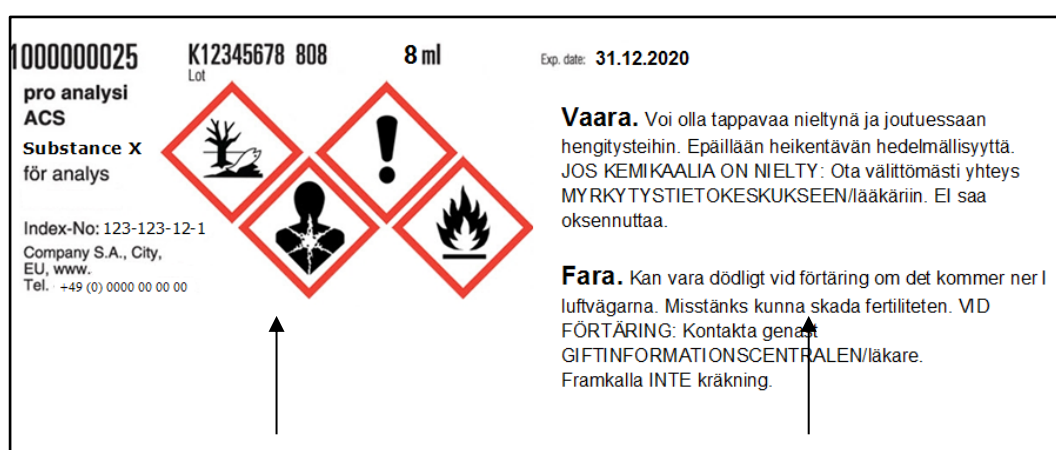 1000000025
K12345678 808
8 ml
Lot
Exp. date: 31.12.2020
pro analysi
ACS
Substance X
för analys
Index-No: 123-123-12-1
Company S.A., City,
EU, www.
Tel. +49 (0) 0000 00 00 00
Vaara. Voi olla tappavaa nieltynä ja joutuessaan
hengitysteihin. Epäillään heikentävän hedelmällisyyttä.
JOS KEMIKAALIA ON NIELTY: Ota välittömästi yhteys
MYRKYTYSTIETOKESKUKSEEN/lääkäriin. EI saa
oksennuttaa.
Fara. Kan vara dödligt vid förtäring om det kommer ner I
luftvägarna. Misstänks kunna skada fertiliteten. VID
FÖRTÄRING: Kontakta genast
GIFTINFORMATIONSCENTRALEN/läkare.
Framkalla INTE kräkning.